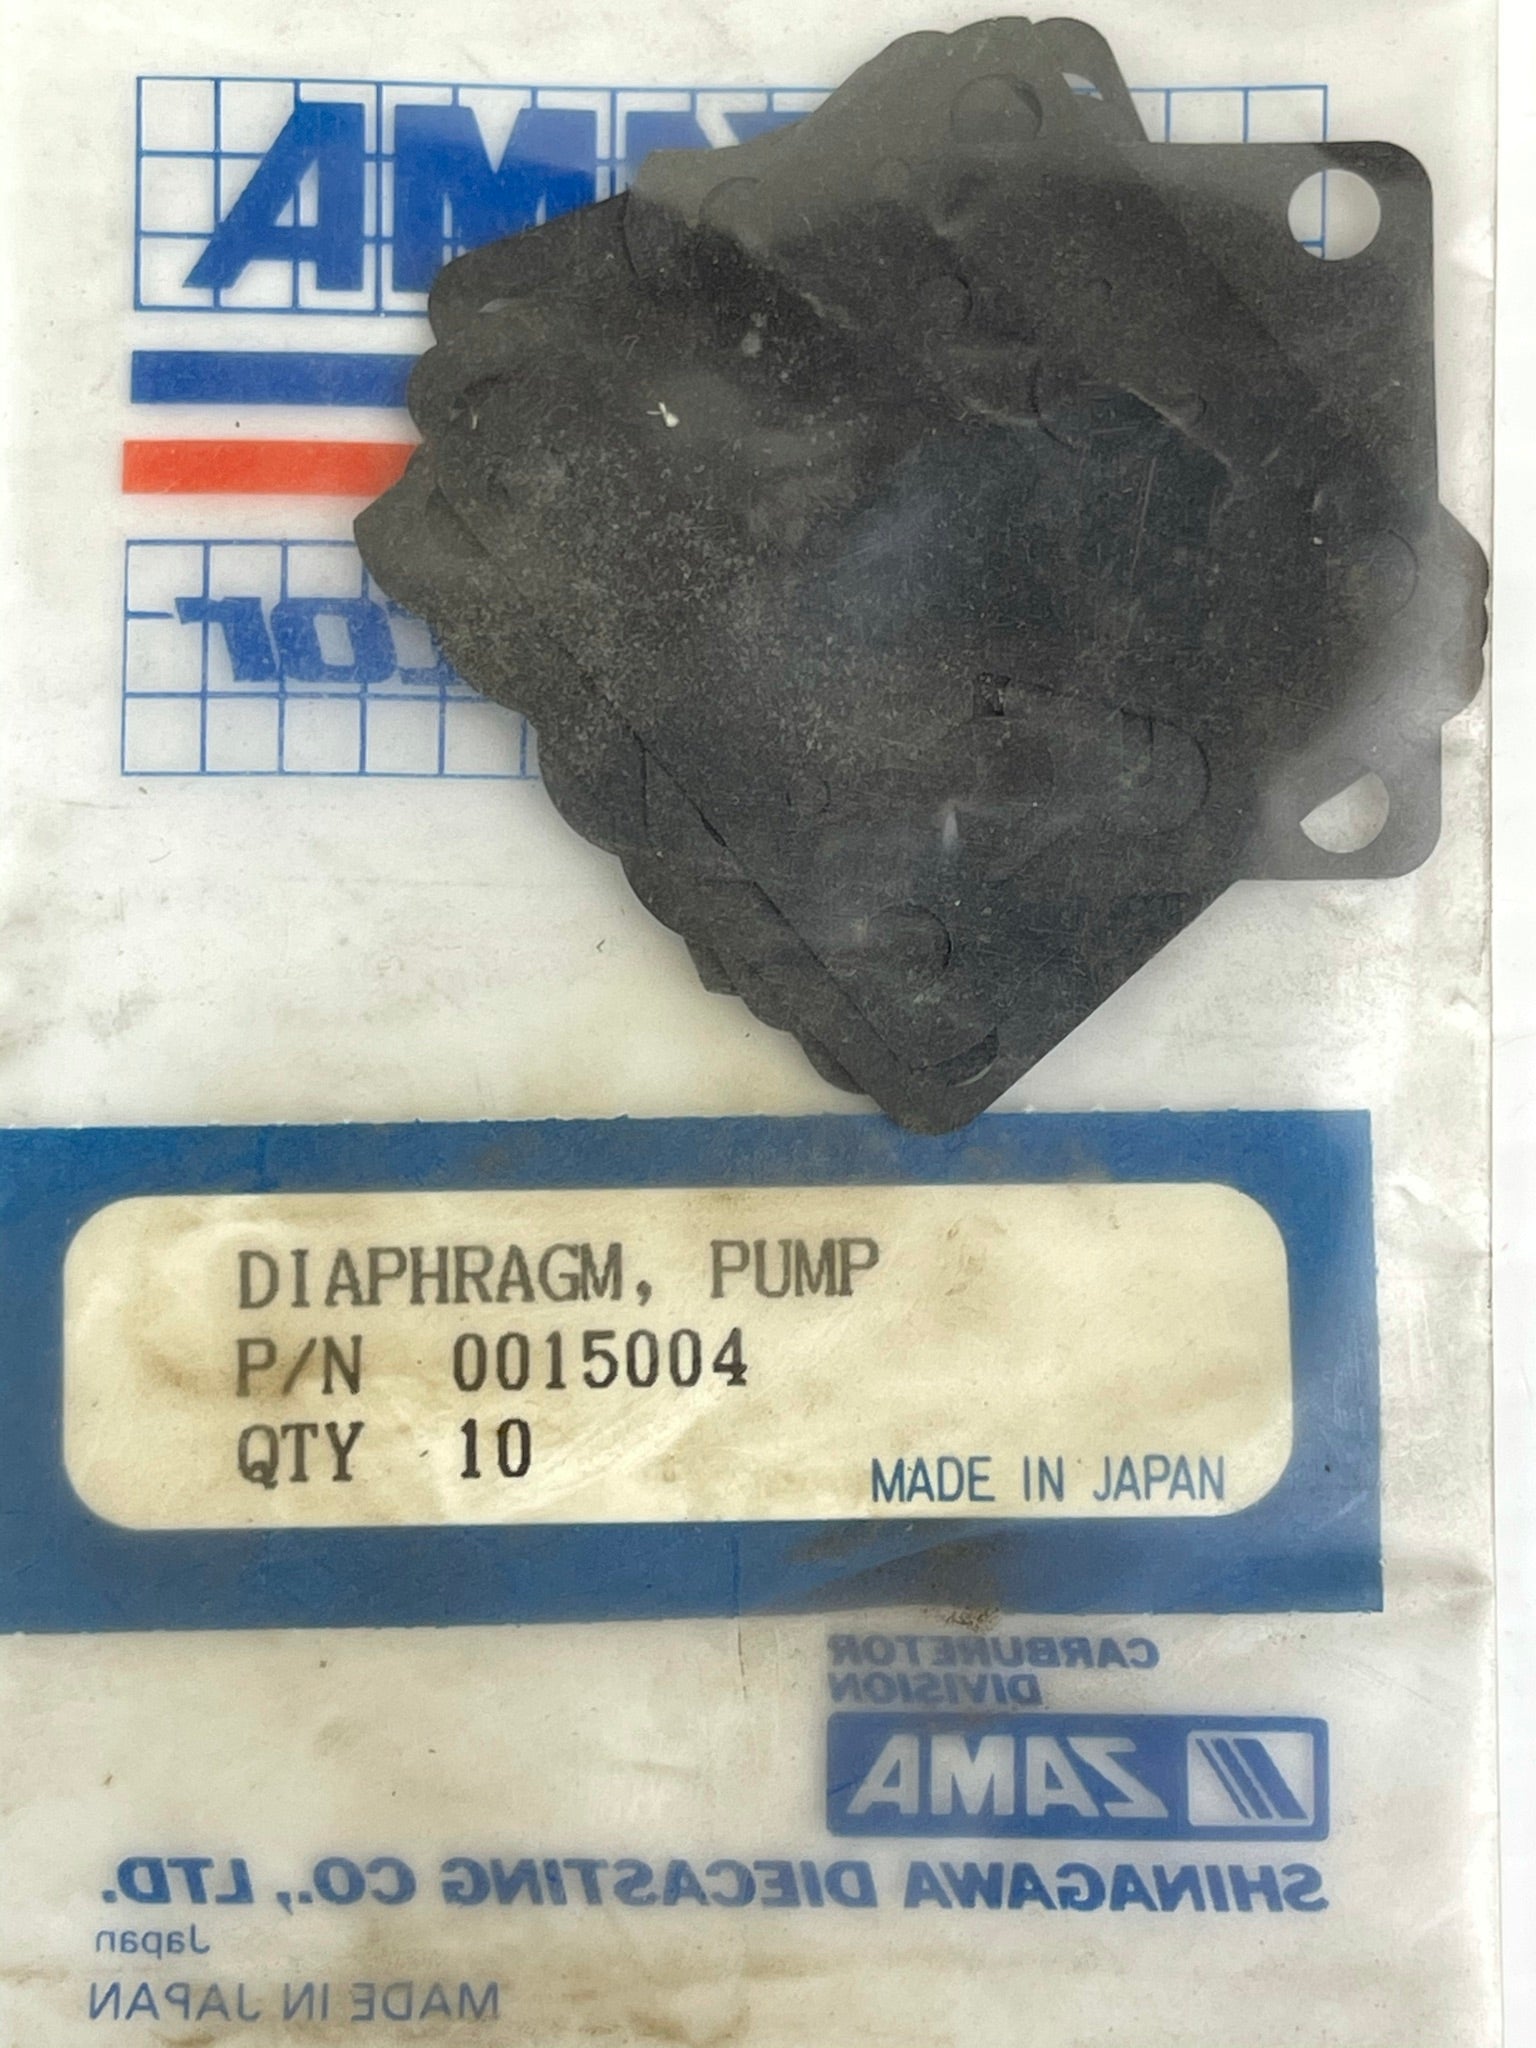 DIAPHRAGM, PUMP
P/N 0015004
QTY 10
MADE IN JAPAN
CARBURETOR
DIVISION
ZAMA
SHINAGAWA DIECASTING CO., LTD.
Japan
MADE IN JAPAN